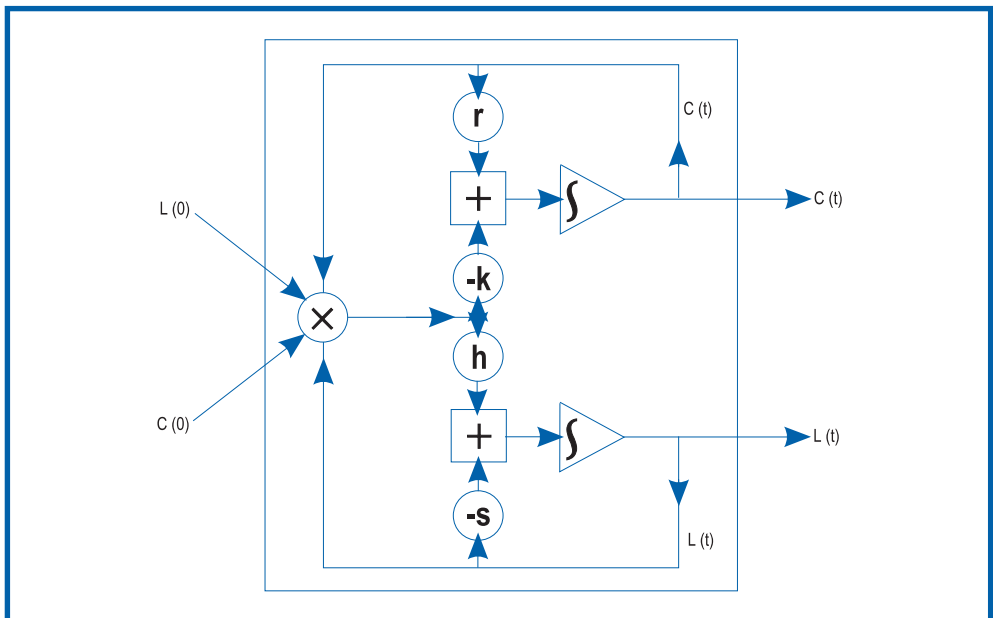 r
C (t)
+
∫
C (t)
L (0)
-k
×
h
C (0)
+
∫
L (t)
-s
L (t)